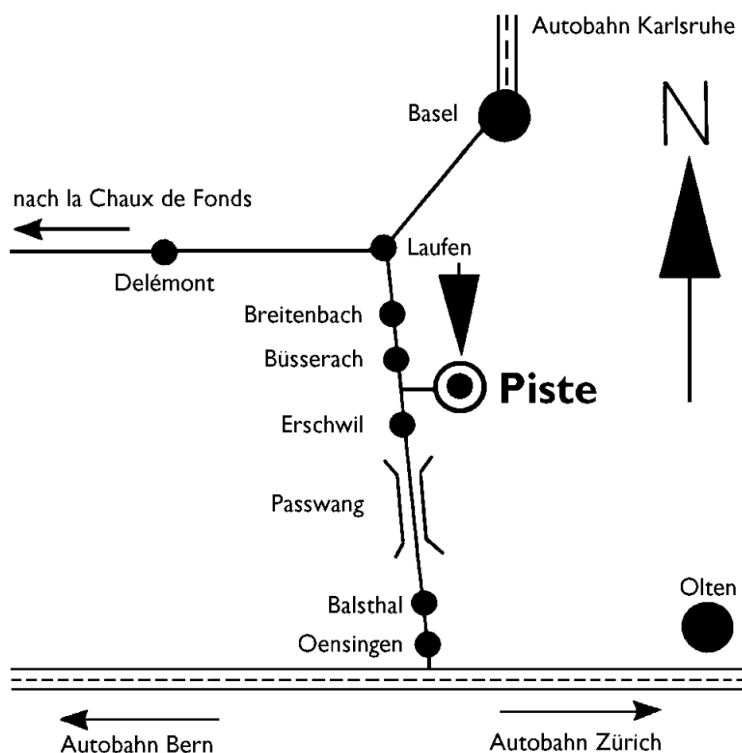 Autobahn Karlsruhe
Basel
N
nach la Chaux de Fonds
Laufen
Delémont
Breitenbach
Büsserach
Piste
Erschwil
Passwang
Olten
Balsthal
Oensingen
Autobahn Bern
Autobahn Zürich